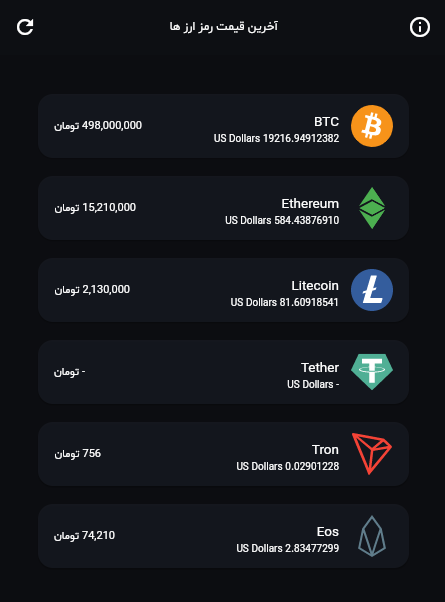 آخرین قیمت رمز ارز ها
BTC
US Dollars 19216.94912382
498,000,000 تومان
Ethereum
US Dollars 584.43876910
15,210,000 تومان
Litecoin
US Dollars 81.60918541
2,130,000 تومان
Tether
US Dollars -
- تومان
Tron
US Dollars 0.02901228
756 تومان
Eos
US Dollars 2.83477299
74,210 تومان